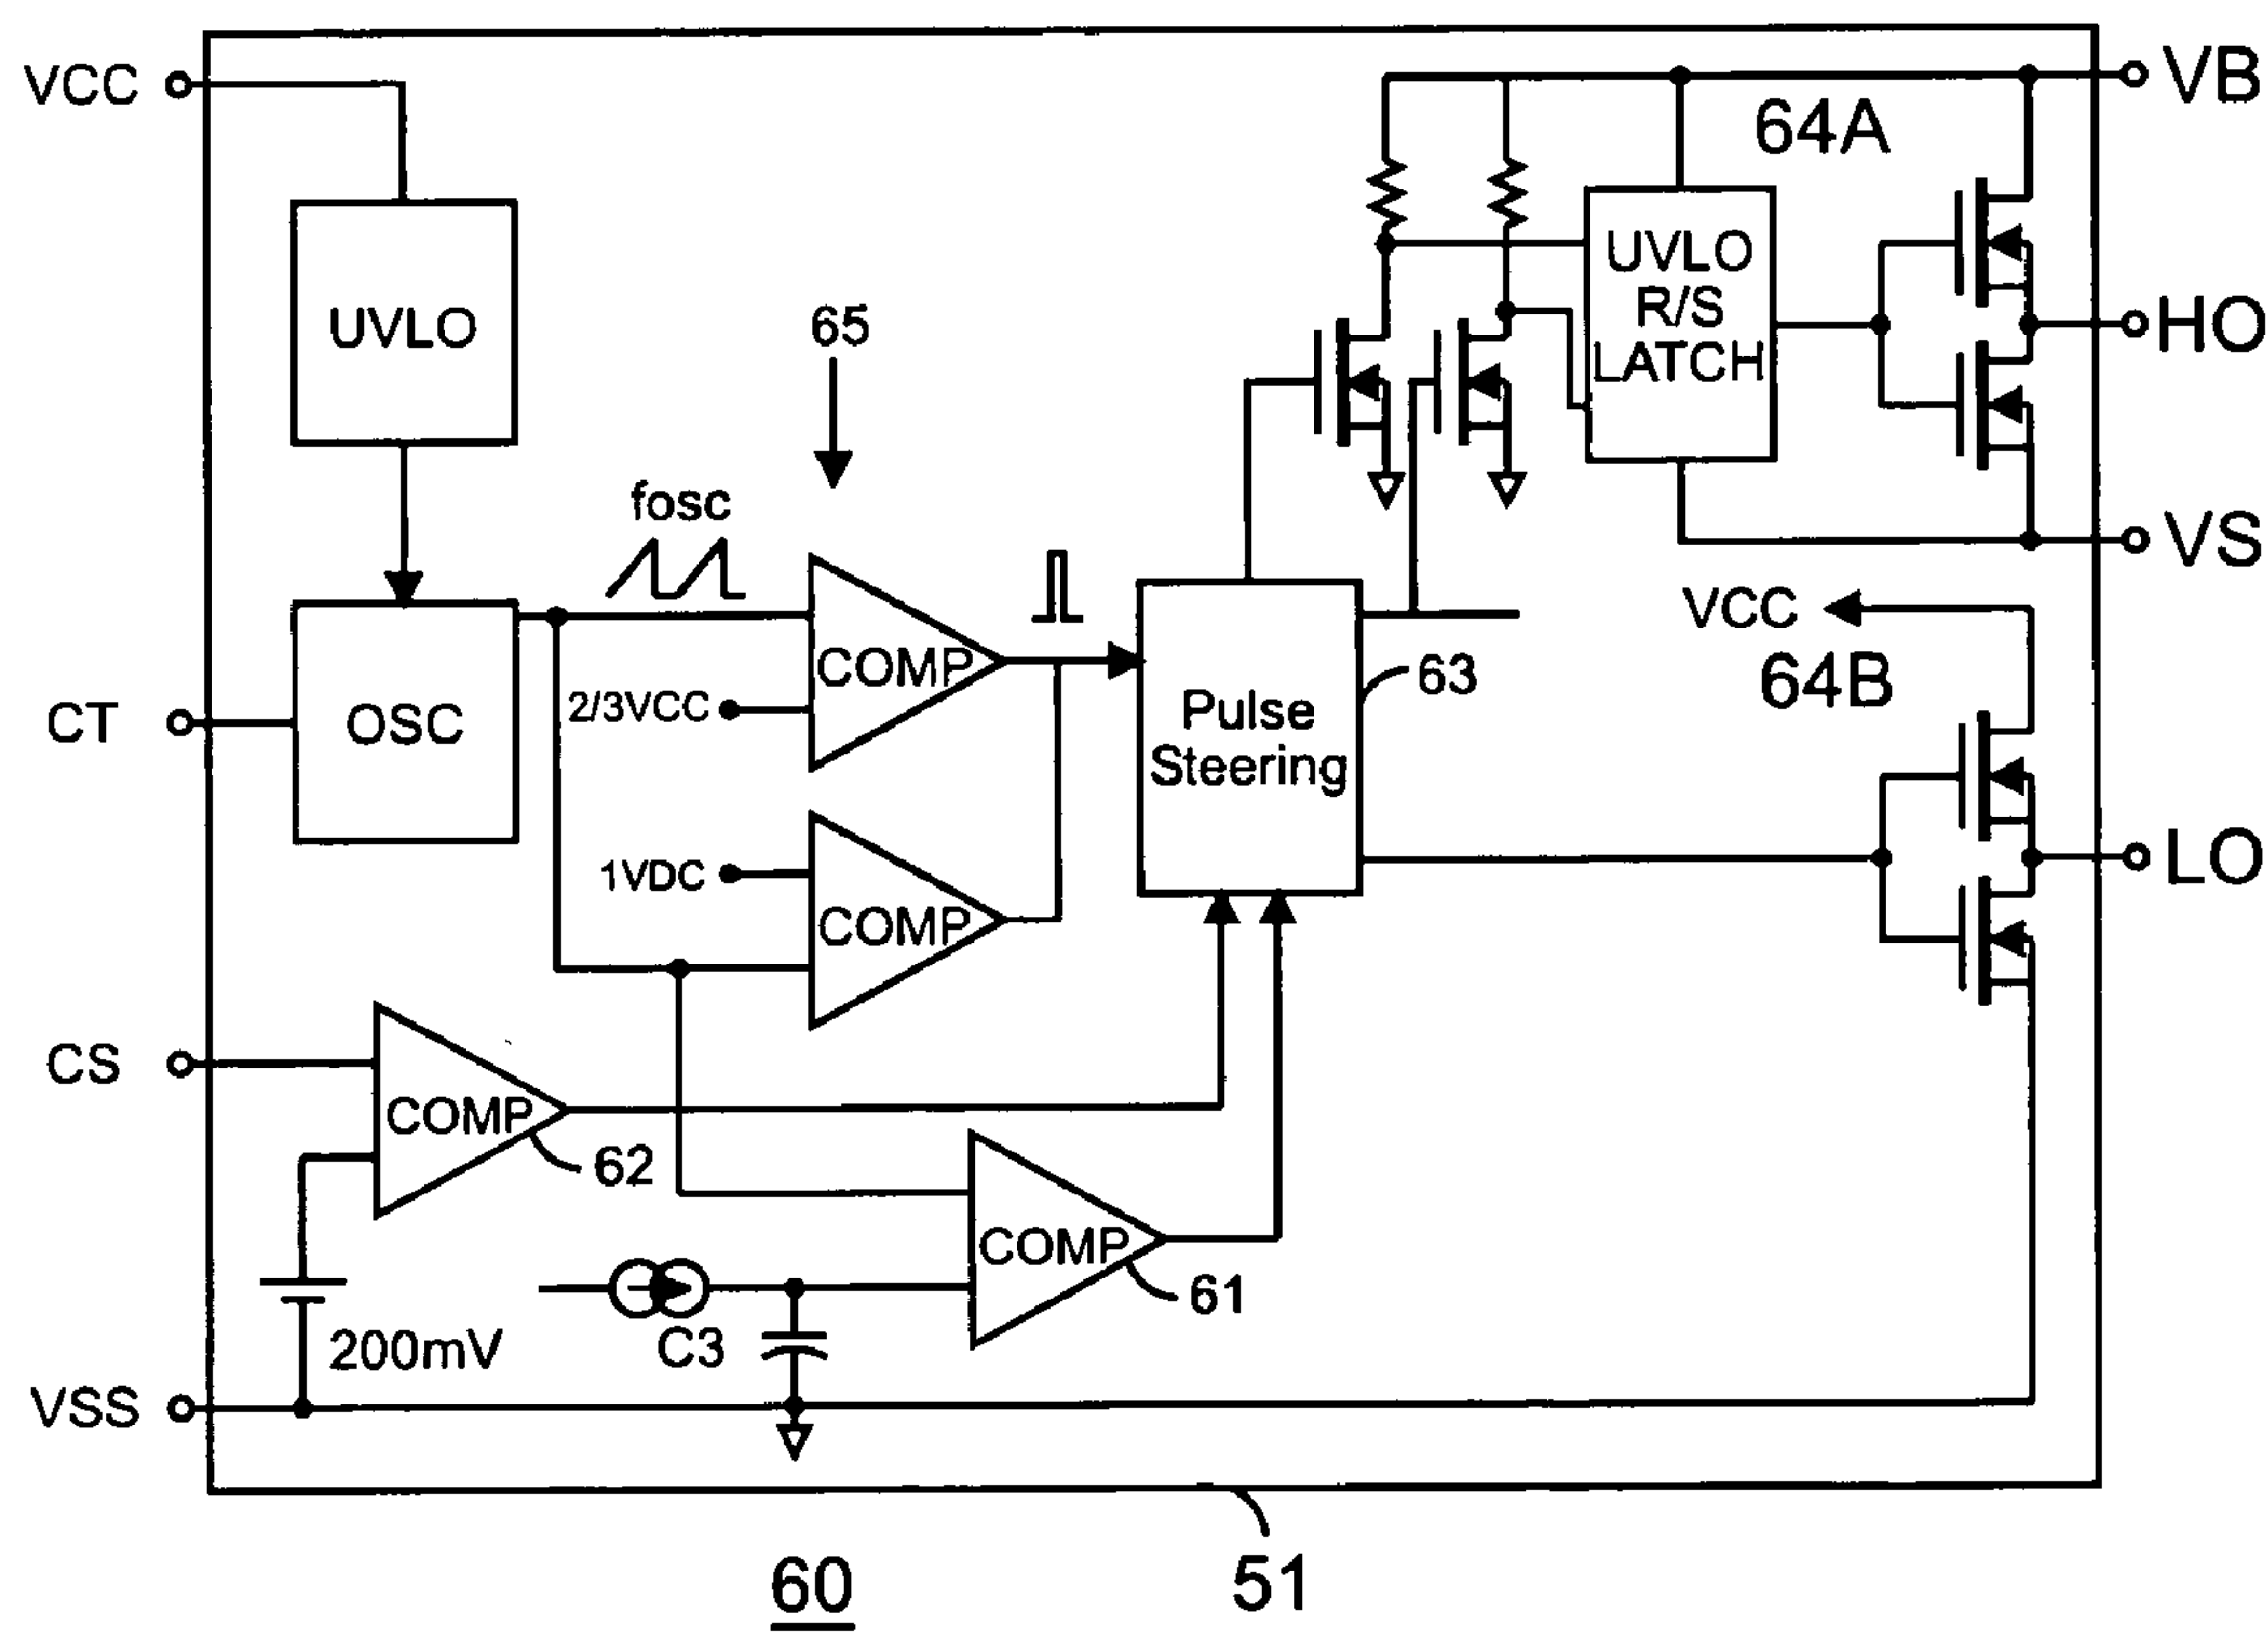 VCC
VB
64A
UVLO
65
UVLO
R/S
LATCH
HO
fosc
VS
CT
OSC
COMP
2/3VCC
Pulse
Steering
63
VCC
64B
1VDC
COMP
LO
CS
COMP
62
COMP
61
200mV
C3
VSS
60
51